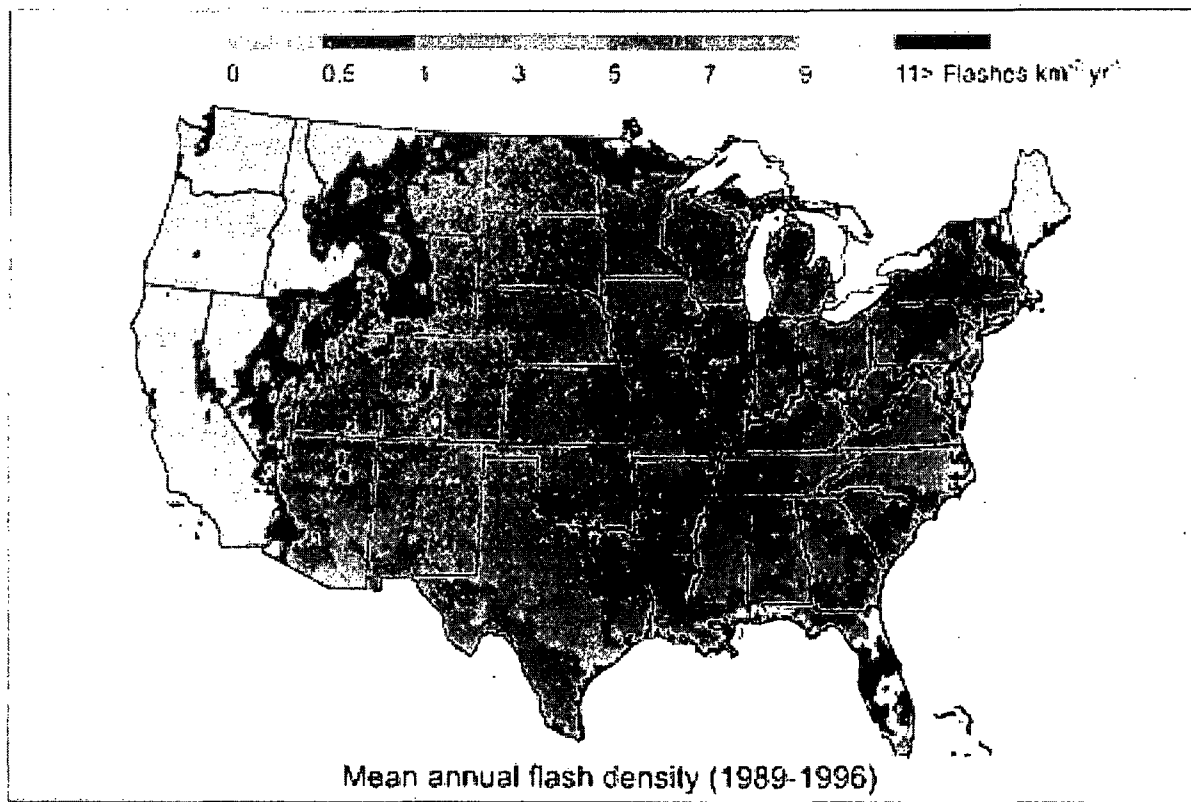 0 0.5 1 3 5 7 9 11> Flashes km⁻² yr⁻¹
Mean annual flash density (1989-1996)